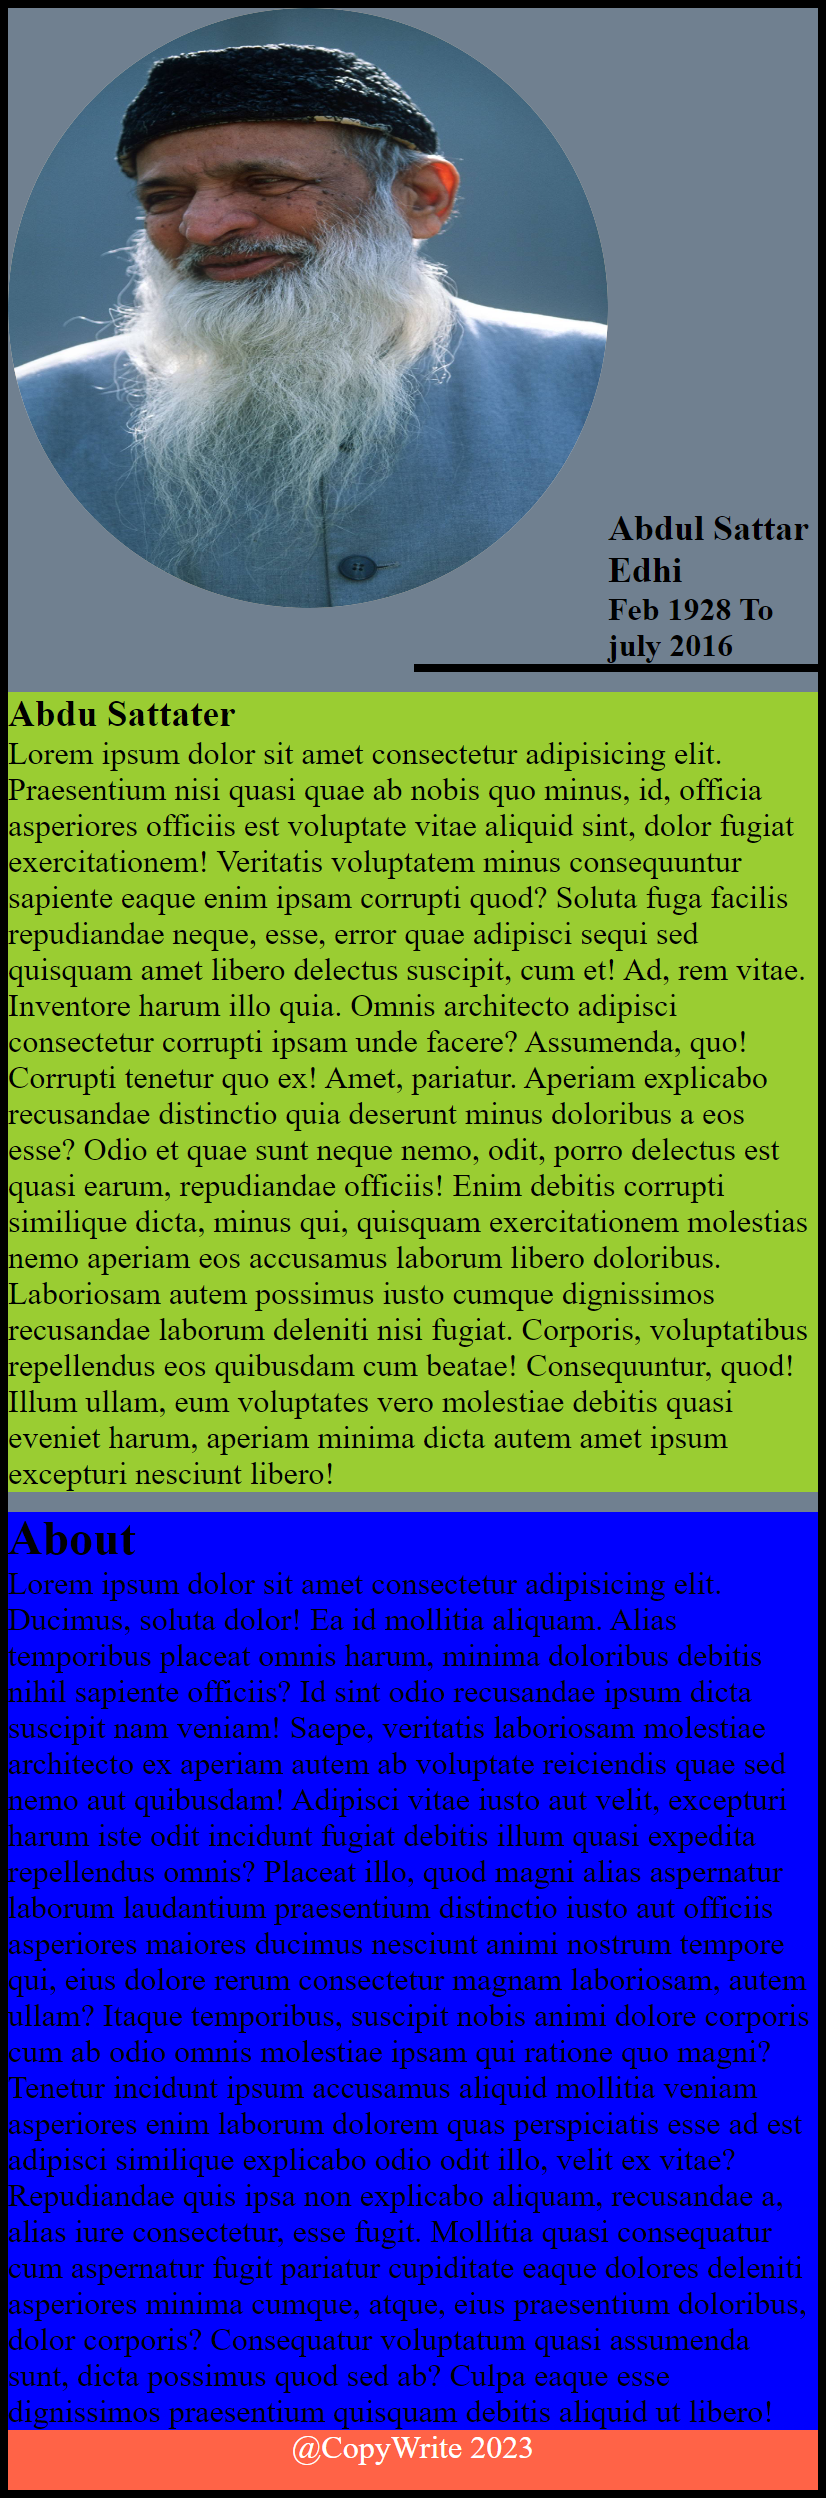 Abdul Sattar
Edhi
Feb 1928 To
july 2016
Abdu Sattater
Lorem ipsum dolor sit amet consectetur adipisicing elit.
Praesentium nisi quasi quae ab nobis quo minus, id, officia
asperiores officiis est voluptate vitae aliquid sint, dolor fugiat
exercitationem! Veritatis voluptatem minus consequuntur
sapiente eaque enim ipsam corrupti quod? Soluta fuga facilis
repudiandae neque, esse, error quae adipisci sequi sed
quisquam amet libero delectus suscipit, cum et! Ad, rem vitae.
Inventore harum illo quia. Omnis architecto adipisci
consectetur corrupti ipsam unde facere? Assumenda, quo!
Corrupti tenetur quo ex! Amet, pariatur. Aperiam explicabo
recusandae distinctio quia deserunt minus doloribus a eos
esse? Odio et quae sunt neque nemo, odit, porro delectus est
quasi earum, repudiandae officiis! Enim debitis corrupti
similique dicta, minus qui, quisquam exercitationem molestias
nemo aperiam eos accusamus laborum libero doloribus.
Laboriosam autem possimus iusto cumque dignissimos
recusandae laborum deleniti nisi fugiat. Corporis, voluptatibus
repellendus eos quibusdam cum beatae! Consequuntur, quod!
Illum ullam, eum voluptates vero molestiae debitis quasi
eveniet harum, aperiam minima dicta autem amet ipsum
excepturi nesciunt libero!
About
Lorem ipsum dolor sit amet consectetur adipisicing elit.
Ducimus, soluta dolor! Ea id mollitia aliquam. Alias
temporibus placeat omnis harum, minima doloribus debitis
nihil sapiente officiis? Id sint odio recusandae ipsum dicta
suscipit nam veniam! Saepe, veritatis laboriosam molestiae
architecto ex aperiam autem ab voluptate reiciendis quae sed
nemo aut quibusdam! Adipisci vitae iusto aut velit, excepturi
harum iste odit incidunt fugiat debitis illum quasi expedita
repellendus omnis? Placeat illo, quod magni alias aspernatur
laborum laudantium praesentium distinctio iusto aut officiis
asperiores maiores ducimus nesciunt animi nostrum tempore
qui, eius dolore rerum consectetur magnam laboriosam, autem
ullam? Itaque temporibus, suscipit nobis animi dolore corporis
cum ab odio omnis molestiae ipsam qui ratione quo magni?
Tenetur incidunt ipsum accusamus aliquid mollitia veniam
asperiores enim laborum dolorem quas perspiciatis esse ad est
adipisci similique explicabo odio odit illo, velit ex vitae?
Repudiandae quis ipsa non explicabo aliquam, recusandae a,
alias iure consectetur, esse fugit. Mollitia quasi consequatur
cum aspernatur fugit pariatur cupiditate eaque dolores deleniti
asperiores minima cumque, atque, eius praesentium doloribus,
dolor corporis? Consequatur voluptatum quasi assumenda
sunt, dicta possimus quod sed ab? Culpa eaque esse
dignissimos praesentium quisquam debitis aliquid ut libero!
@CopyWrite 2023